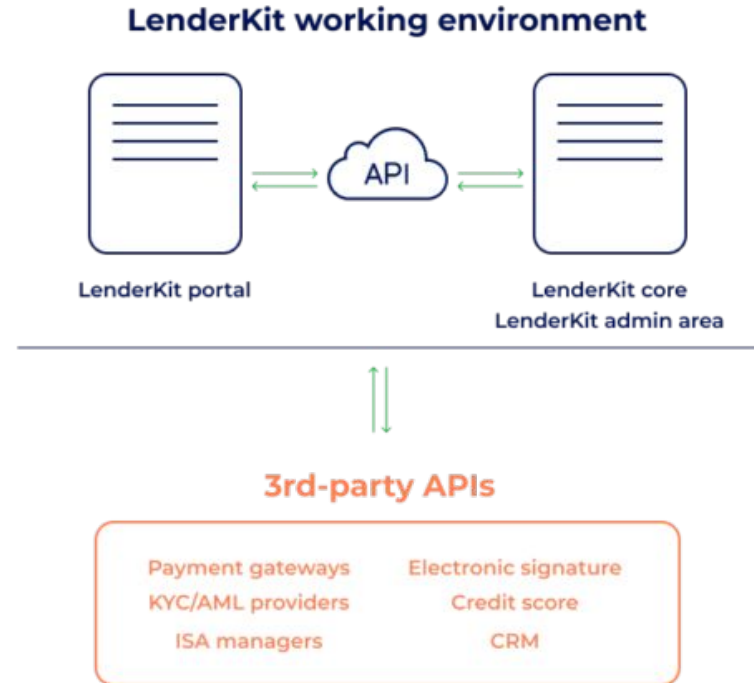 LenderKit working environment
API
LenderKit portal
LenderKit core
LenderKit admin area
3rd-party APIs
Payment gateways
Electronic signature
KYC/AML providers
Credit score
ISA managers
CRM